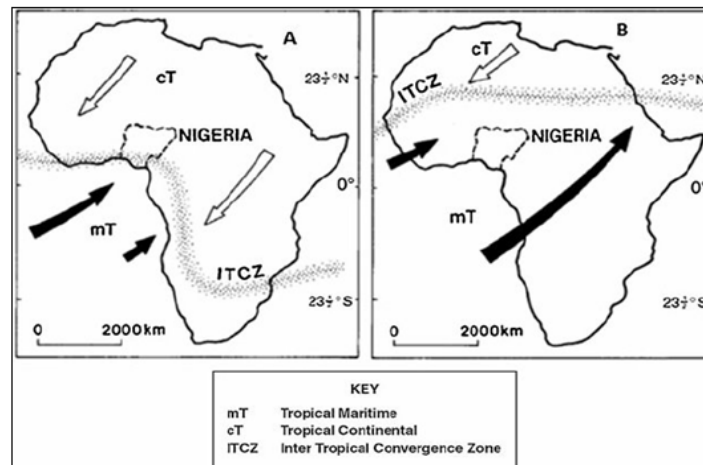 A
cT
23½°N
NIGERIA
0°
mT
ITCZ
23½°S
0 2000km
B
cT
23½°N
ITCZ
NIGERIA
0°
mT
23½°S
0 2000km
KEY
mT Tropical Maritime
cT Tropical Continental
ITCZ Inter Tropical Convergence Zone